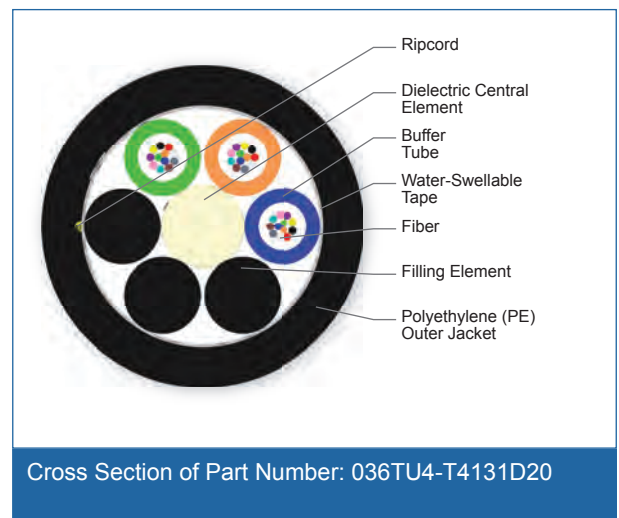 Ripcord
Dielectric Central
Element
Buffer
Tube
Water-Swellable
Tape
Fiber
Filling Element
Polyethylene (PE)
Outer Jacket
Cross Section of Part Number: 036TU4-T4131D20